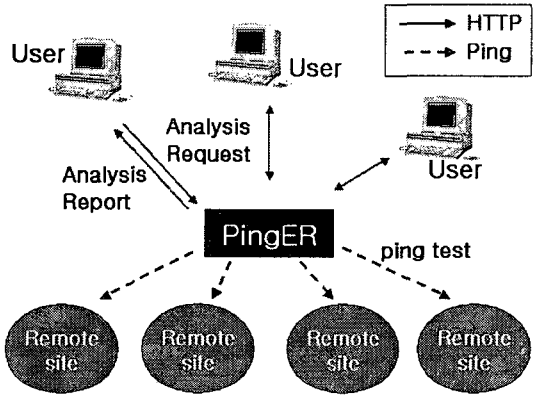 HTTP
Ping
User
User
User
Analysis
Request
Analysis
Report
PingER
ping test
Remote
site
Remote
site
Remote
site
Remote
site